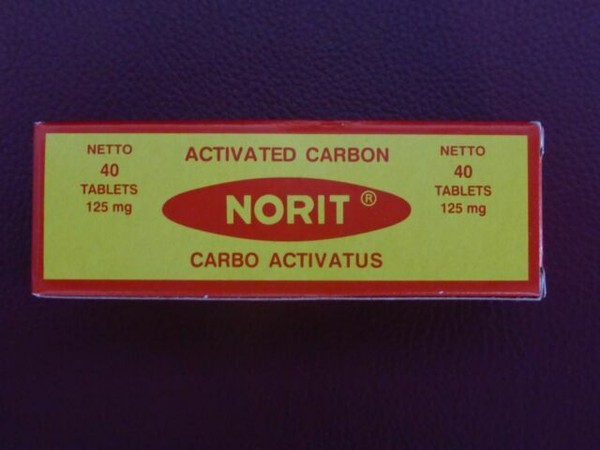 NETTO
40
TABLETS
125 mg
ACTIVATED CARBON
NORIT ®
CARBO ACTIVATUS
NETTO
40
TABLETS
125 mg